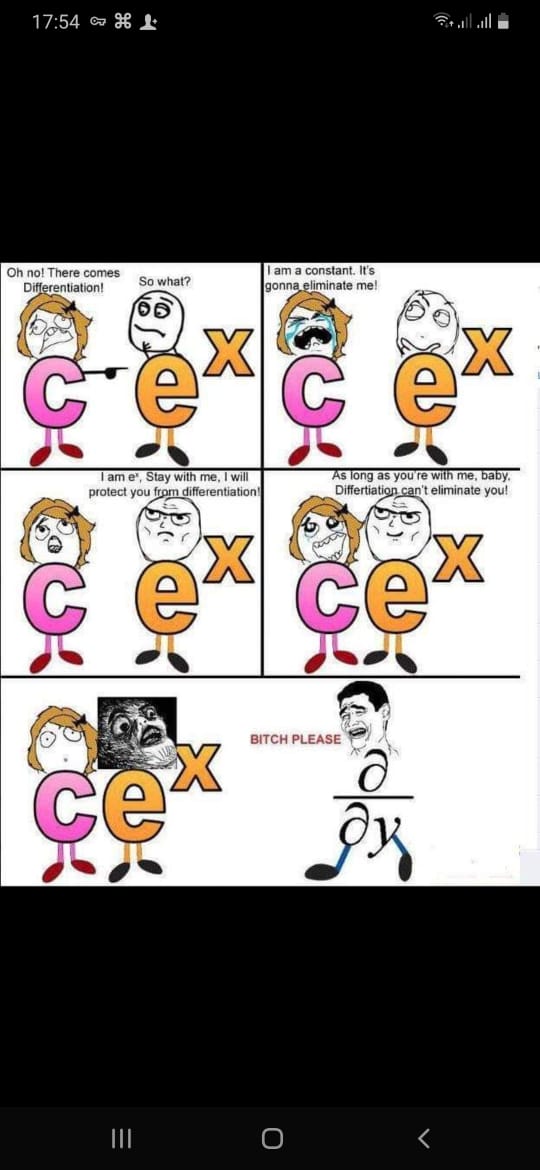 17:54
Oh no! There comes
Differentiation!
So what?
c e^x
I am a constant. It's
gonna eliminate me!
c e^x
I am eˣ, Stay with me, I will
protect you from differentiation!
c e^x
As long as you're with me, baby,
Differtiation can't eliminate you!
ce^x
ce^x
BITCH PLEASE
∂
∂y